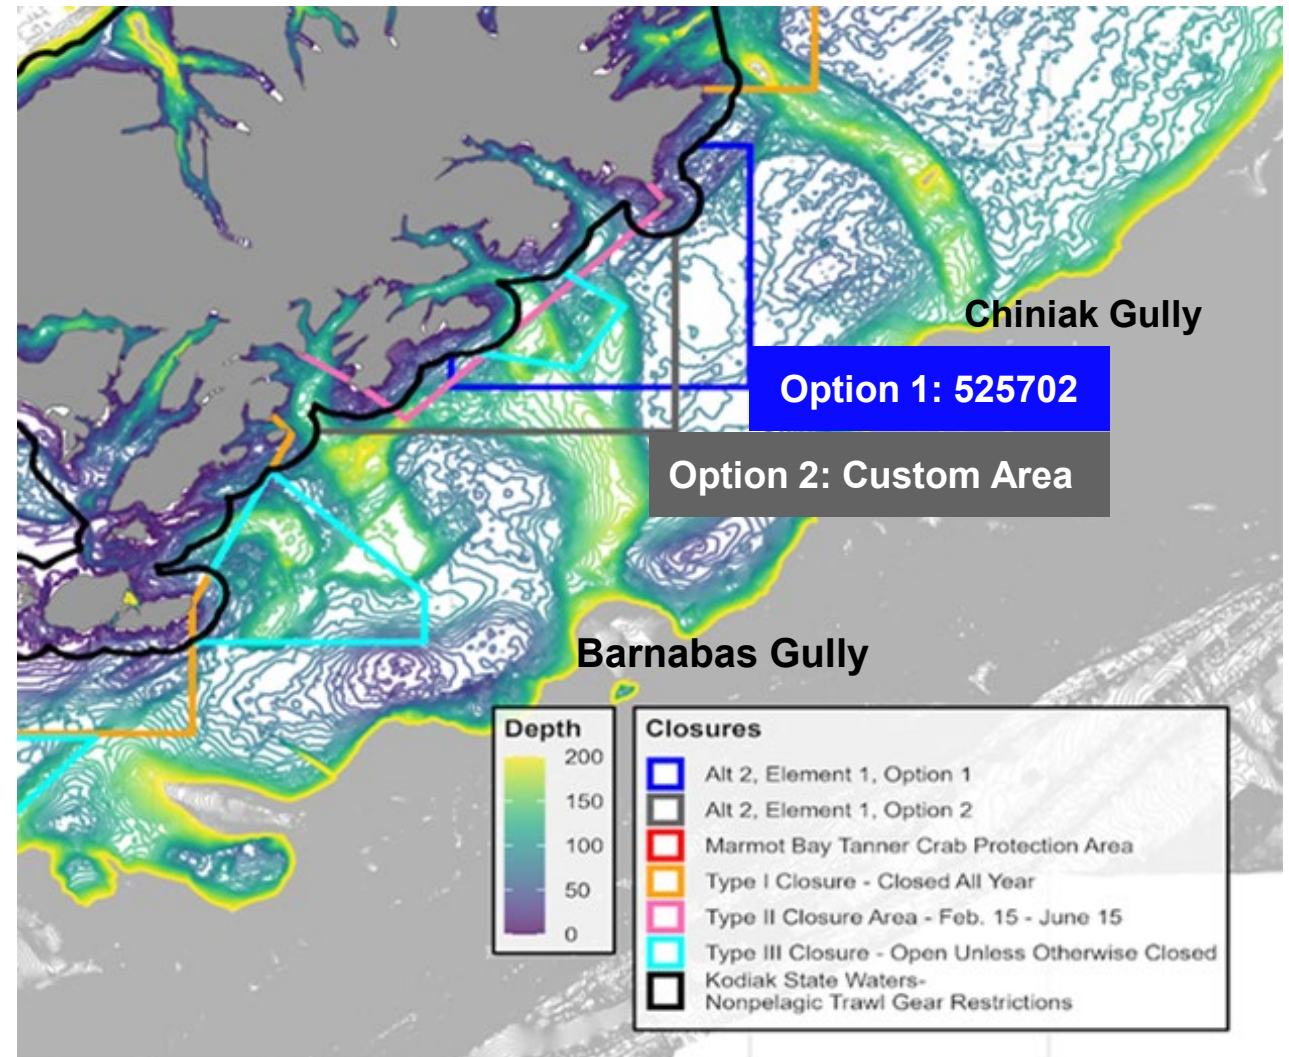 Chiniak Gully
Option 1: 525702
Option 2: Custom Area
Barnabas Gully
Depth
200
150
100
50
0
Closures
Alt 2, Element 1, Option 1
Alt 2, Element 1, Option 2
Marmot Bay Tanner Crab Protection Area
Type I Closure - Closed All Year
Type II Closure Area - Feb. 15 - June 15
Type III Closure - Open Unless Otherwise Closed
Kodiak State Waters-
Nonpelagic Trawl Gear Restrictions